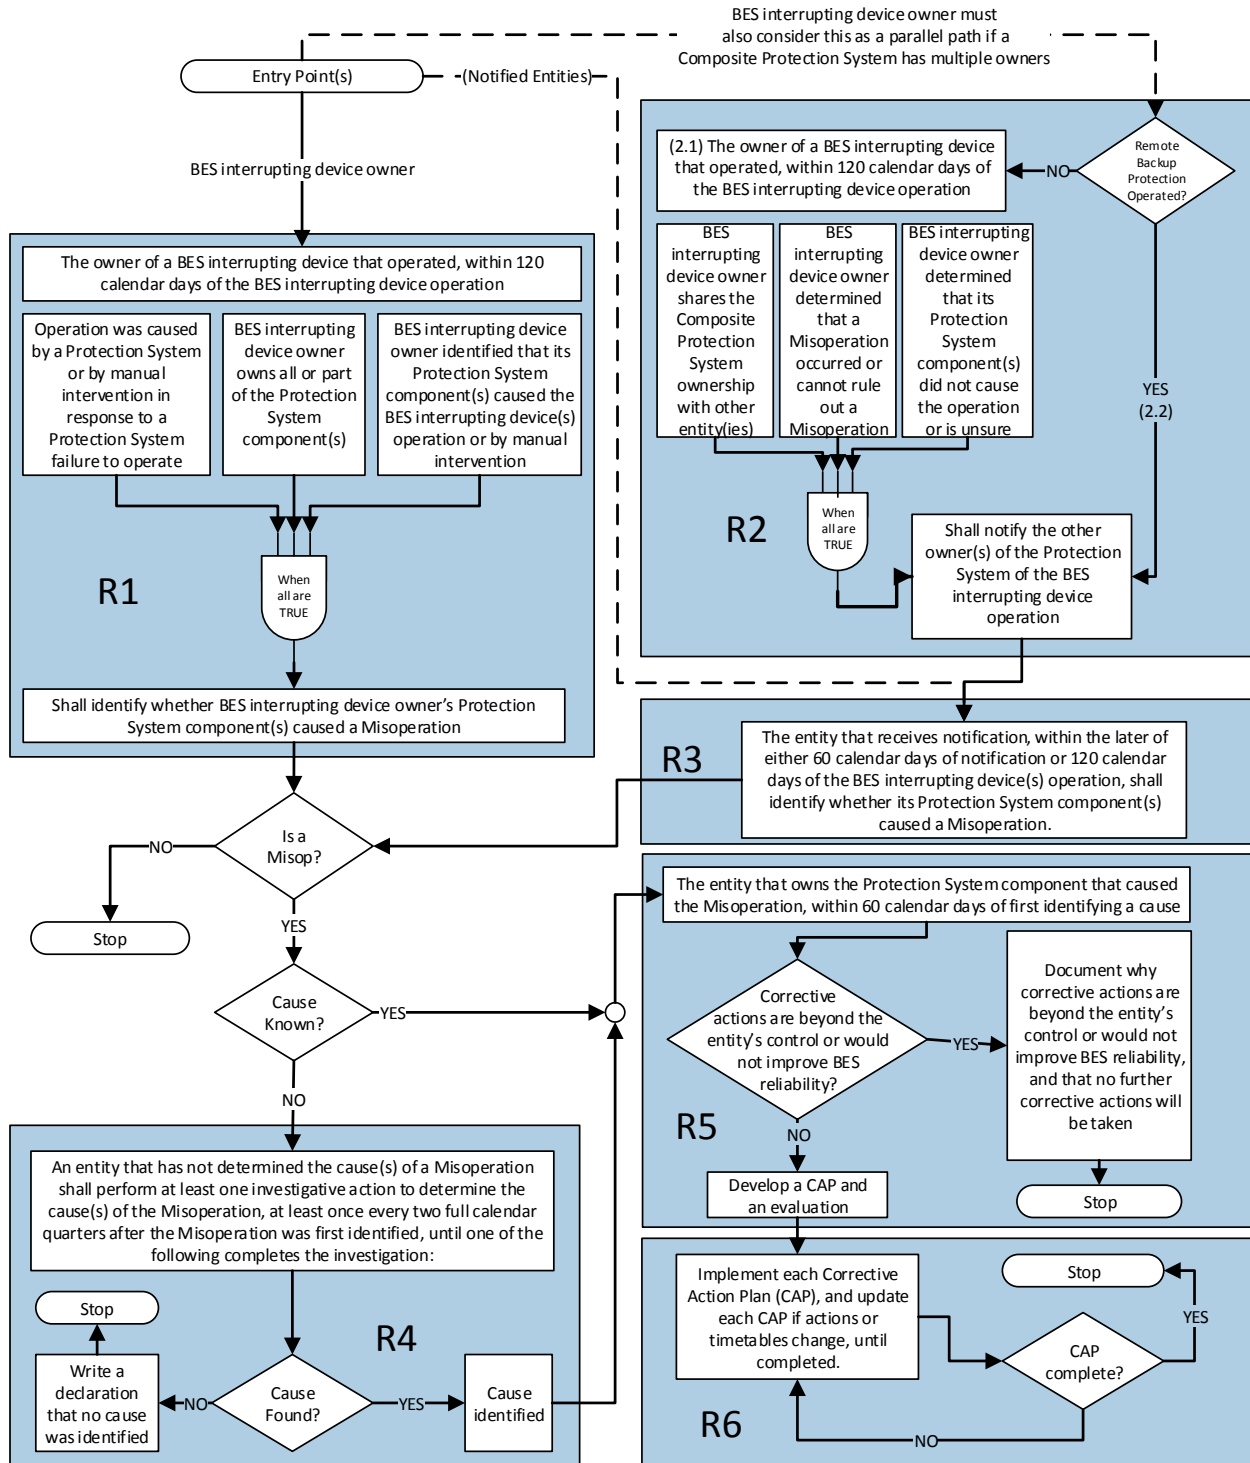 BES interrupting device owner must
also consider this as a parallel path if a
Composite Protection System has multiple owners
Entry Point(s)
(Notified Entities)
BES interrupting device owner
The owner of a BES interrupting device that operated, within 120
calendar days of the BES interrupting device operation
Operation was caused
by a Protection System
or by manual
intervention in
response to a
Protection System
failure to operate
BES interrupting
device owner
owns all or part
of the Protection
System
component(s)
BES interrupting device
owner identified that its
Protection System
component(s) caused the
BES interrupting device(s)
operation or by manual
intervention
When
all are
TRUE
R1
Shall identify whether BES interrupting device owner's Protection
System component(s) caused a Misoperation
Remote
Backup
Protection
Operated?
NO
(2.1) The owner of a BES interrupting device
that operated, within 120 calendar days of
the BES interrupting device operation
BES
interrupting
device owner
shares the
Composite
Protection
System
ownership
with other
entity(ies)
BES
interrupting
device owner
determined
that a
Misoperation
occurred or
cannot rule
out a
Misoperation
BES interrupting
device owner
determined
that its
Protection
System
component(s)
did not cause
the operation
or is unsure
YES
(2.2)
When
all are
TRUE
R2
Shall notify the other
owner(s) of the Protection
System of the BES
interrupting device
operation
R3
The entity that receives notification, within the later of
either 60 calendar days of notification or 120 calendar
days of the BES interrupting device(s) operation, shall
identify whether its Protection System component(s)
caused a Misoperation.
Is a
Misop?
NO
Stop
YES
Cause
Known?
YES
NO
An entity that has not determined the cause(s) of a Misoperation
shall perform at least one investigative action to determine the
cause(s) of the Misoperation, at least once every two full calendar
quarters after the Misoperation was first identified, until one of the
following completes the investigation:
R4
Stop
Write a
declaration
that no cause
was identified
NO
Cause
Found?
YES
Cause
identified
The entity that owns the Protection System component that caused
the Misoperation, within 60 calendar days of first identifying a cause
Corrective
actions are beyond the
entity's control or would
not improve BES
reliability?
YES
Document why
corrective actions are
beyond the entity's
control or would not
improve BES reliability,
and that no further
corrective actions will
be taken
Stop
R5
NO
Develop a CAP and
an evaluation
Implement each Corrective
Action Plan (CAP), and update
each CAP if actions or
timetables change, until
completed.
Stop
YES
CAP
complete?
NO
R6